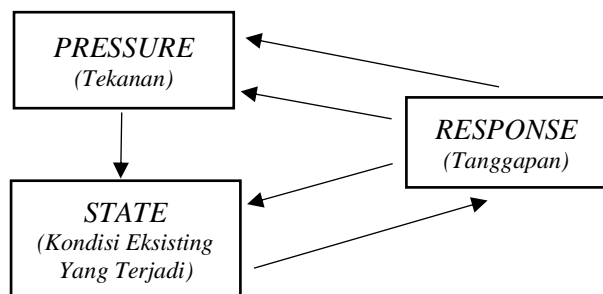 PRESSURE
(Tekanan)
RESPONSE
(Tanggapan)
STATE
(Kondisi Eksisting
Yang Terjadi)